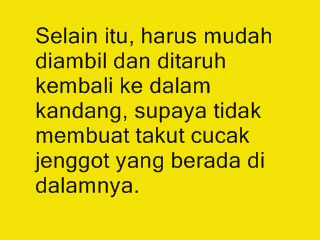 Selain itu, harus mudah
diambil dan ditaruh
kembali ke dalam
kandang, supaya tidak
membuat takut cucak
jenggot yang berada di
dalamnya.